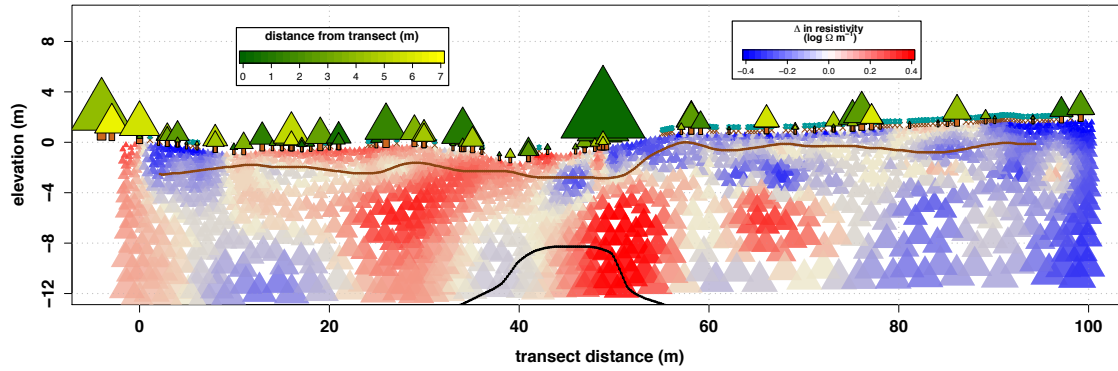 distance from transect (m)
0 1 2 3 4 5 6 7
Δ in resistivity
(log Ω m⁻¹)
−0.4 −0.2 0.0 0.2 0.4
elevation (m)
8
4
0
−4
−8
−12
0 20 40 60 80 100
transect distance (m)